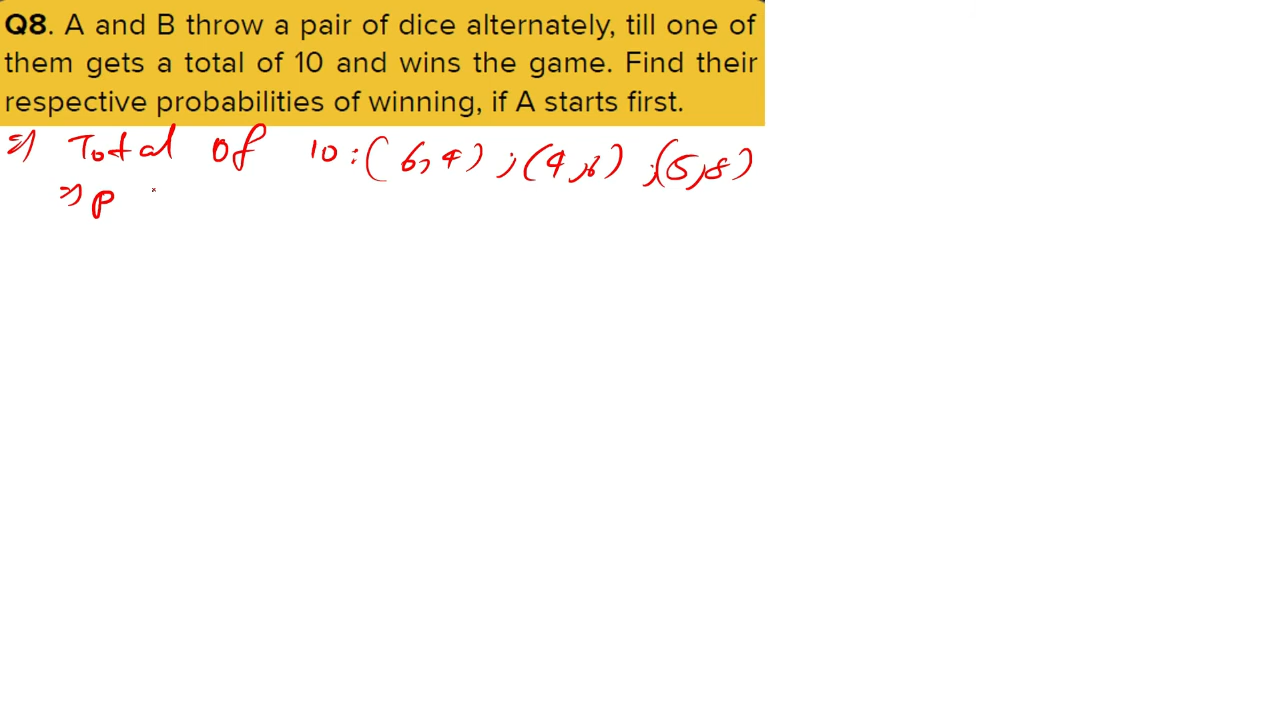 Q8. A and B throw a pair of dice alternately, till one of
them gets a total of 10 and wins the game. Find their
respective probabilities of winning, if A starts first.
⇒) Total of 10 : (6,4) ; (4,6) ; (5,5)
⇒) P